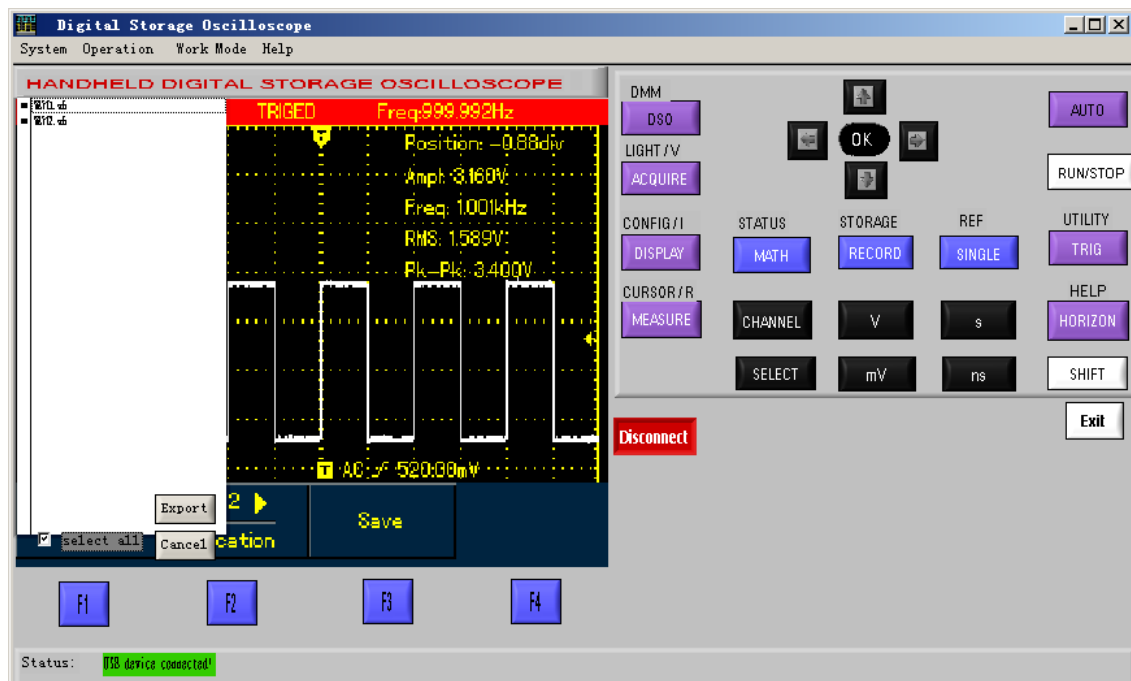 Digital Storage Oscilloscope
System Operation Work Mode Help
HANDHELD DIGITAL STORAGE OSCILLOSCOPE
TRIGED Freq:999.992Hz
Position: -0.88div
Ampl: 3.160V
Freq: 1.001kHz
RMS: 1.589V
Pk-Pk: 3.400V
T
T AC 520.00mV
2
Save
cation
Export
select all
Cancel
F1 F2 F3 F4
DMM
DSO
AUTO
OK
LIGHT/V
ACQUIRE
RUN/STOP
CONFIG/I STATUS STORAGE REF UTILITY
DISPLAY MATH RECORD SINGLE TRIG
CURSOR/R HELP
MEASURE CHANNEL V s HORIZON
SELECT mV ns SHIFT
Disconnect
Exit
Status: USB device connected!